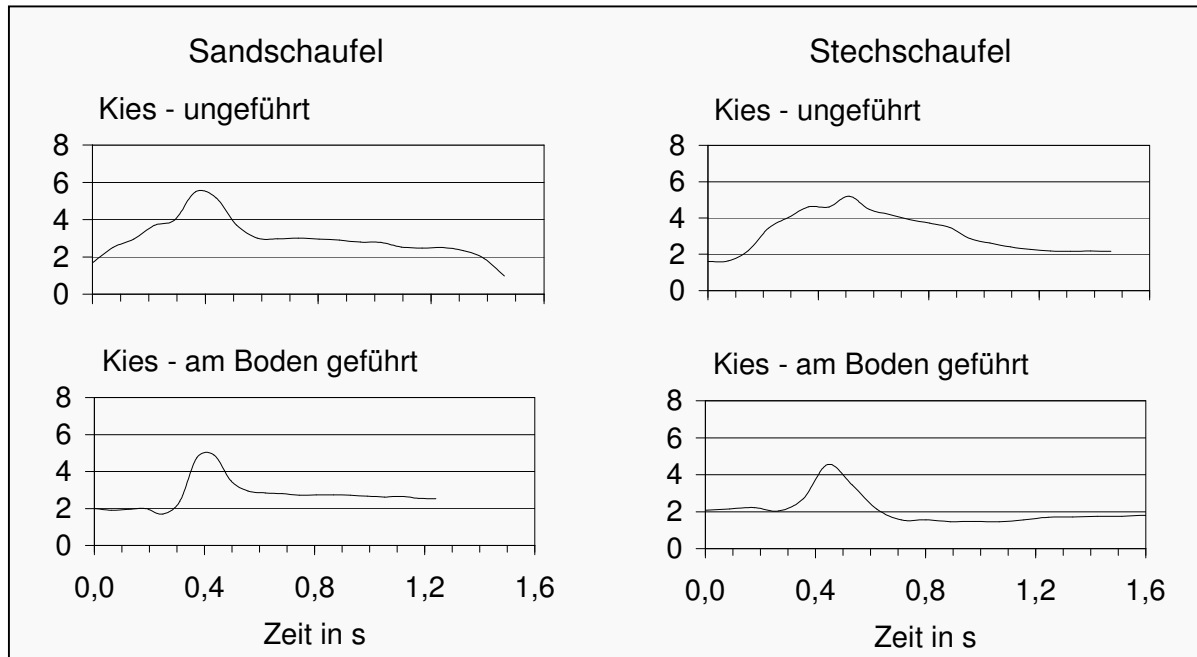 Sandschaufel
Kies - ungeführt
8
6
4
2
0
Kies - am Boden geführt
8
6
4
2
0
0,0 0,4 0,8 1,2 1,6
Zeit in s
Stechschaufel
Kies - ungeführt
8
6
4
2
0
Kies - am Boden geführt
8
6
4
2
0
0,0 0,4 0,8 1,2 1,6
Zeit in s